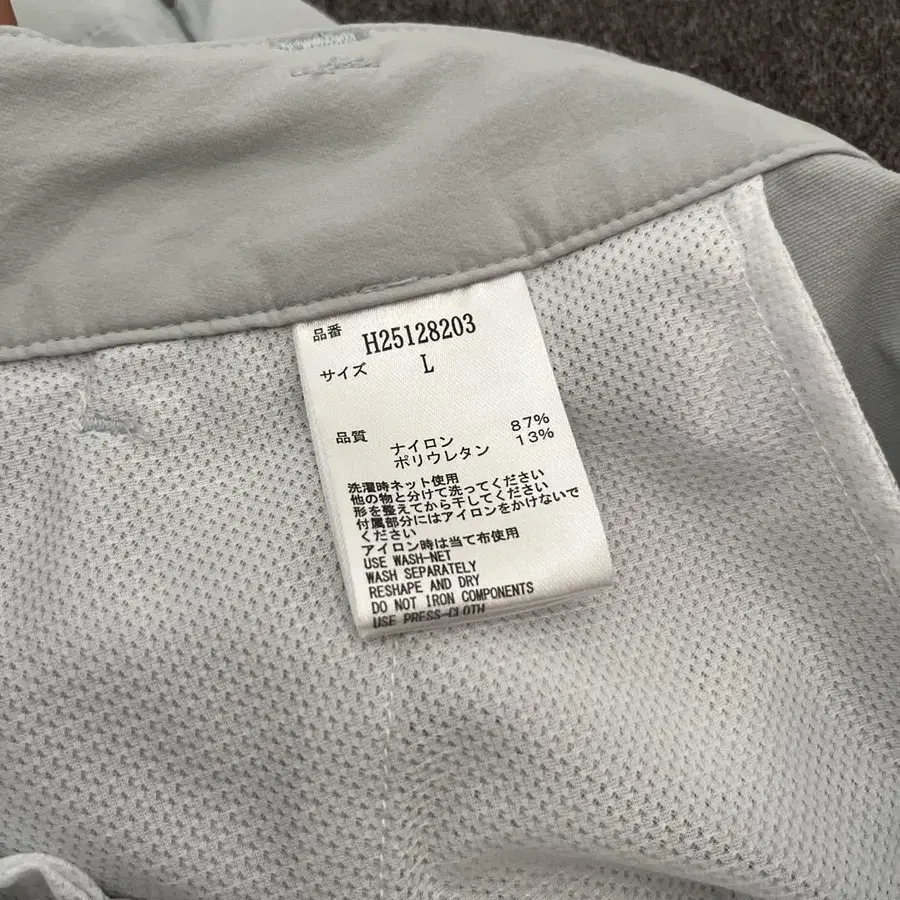 品番 H25128203
サイズ L
品質 ナイロン 87%
ポリウレタン 13%
洗濯時ネット使用
他の物と分けて洗ってください
形を整えてから干してください
付属部分にはアイロンをかけないで
ください
アイロン時は当て布使用
USE WASH-NET
WASH SEPARATELY
RESHAPE AND DRY
DO NOT IRON COMPONENTS
USE PRESS-CLOTH